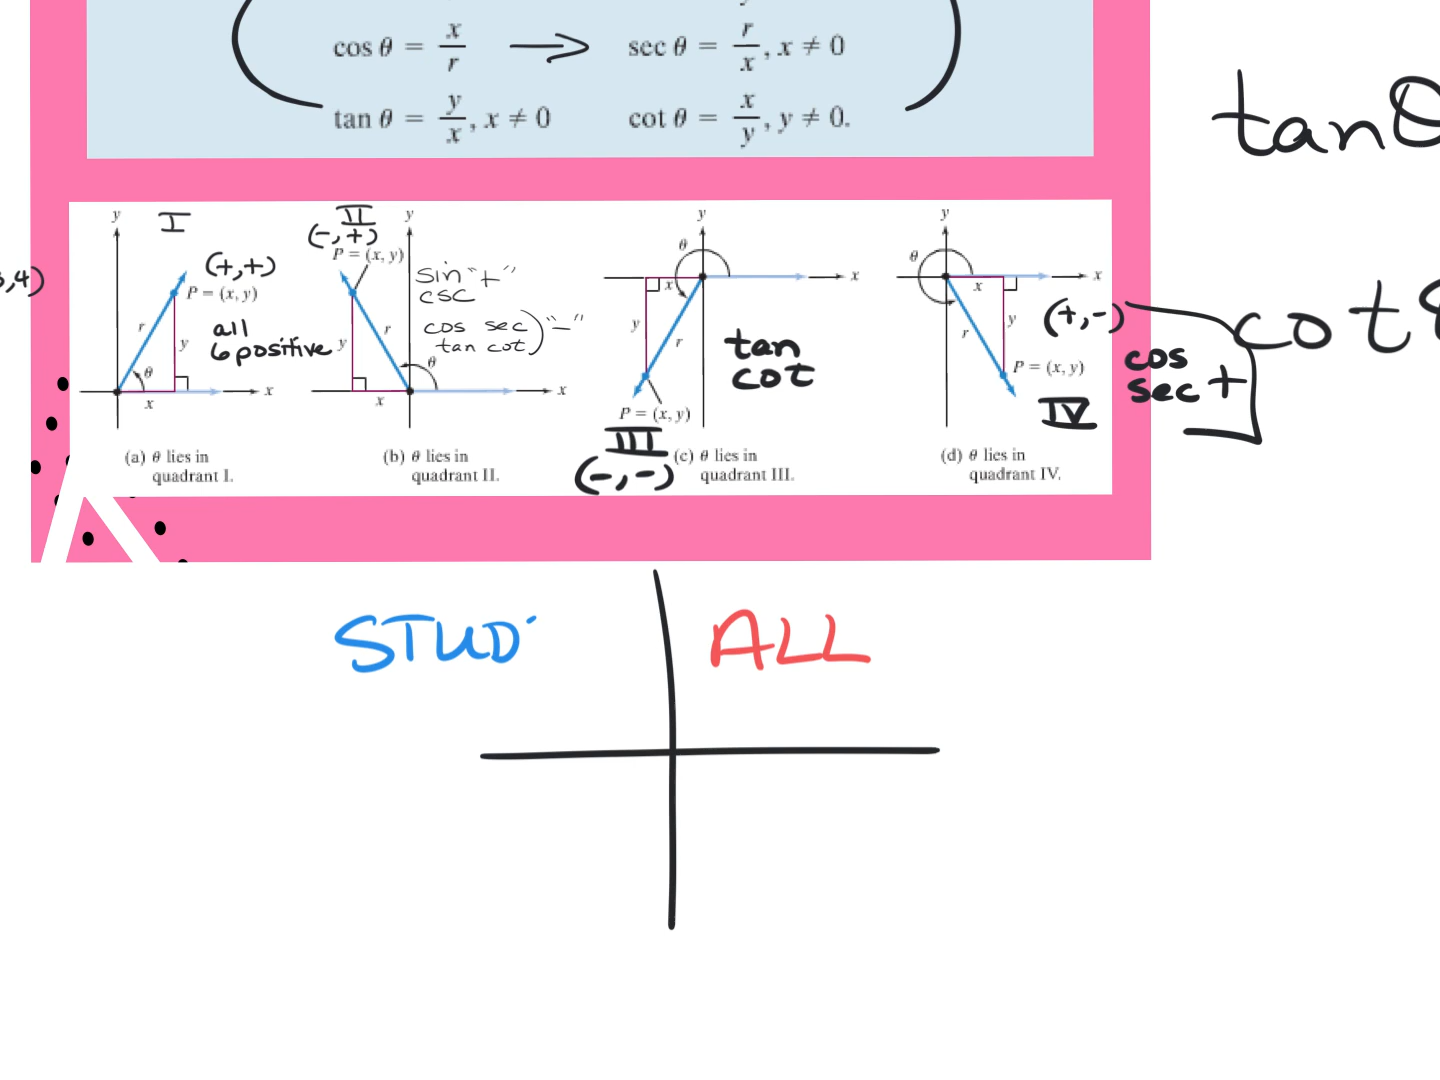 cos θ = x/r → sec θ = r/x, x ≠ 0
tan θ = y/x, x ≠ 0 cot θ = x/y, y ≠ 0.
tanθ
cot
,4)
y
I
(+,+)
P = (x, y)
r
y
all
6 positive
θ
x
x
(a) θ lies in
quadrant I.
II
(-,+)
y
P = (x, y)
sin "+"
csc
cos sec
tan cot) "-"
y
r
θ
x
x
(b) θ lies in
quadrant II.
y
θ
x
x
y
r
tan
cot
P = (x, y)
III
(-,-)
(c) θ lies in
quadrant III.
y
θ
x
x
y
r
(+,-)
P = (x, y)
cos
sec +
IV
(d) θ lies in
quadrant IV.
STUD
ALL